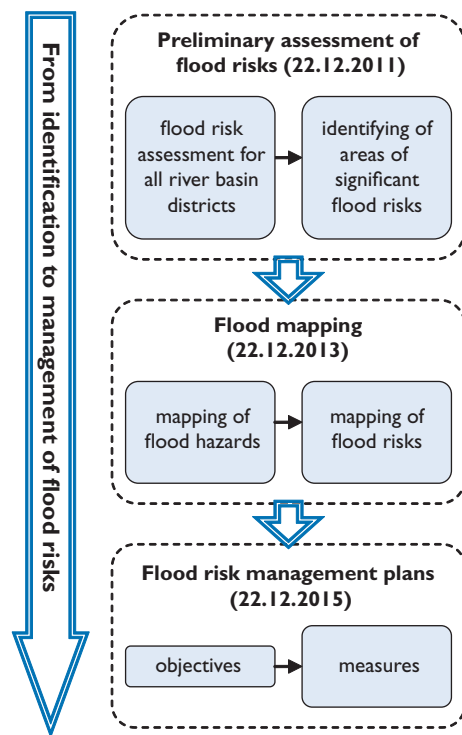 From identification to management of flood risks
Preliminary assessment of
flood risks (22.12.2011)
flood risk
assessment for
all river basin
districts
identifying of
areas of
significant
flood risks
Flood mapping
(22.12.2013)
mapping of
flood hazards
mapping of
flood risks
Flood risk management plans
(22.12.2015)
objectives
measures